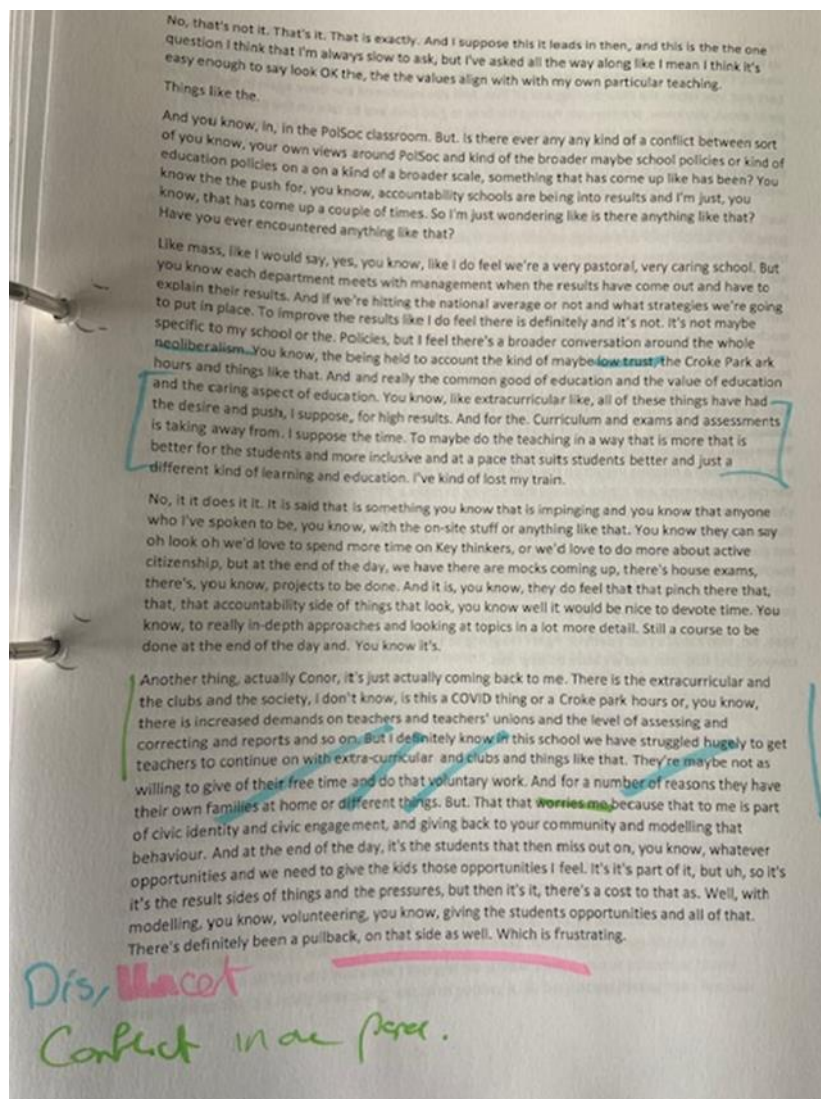 No, that's not it. That's it. That is exactly. And I suppose this it leads in then, and this is the the one
question I think that I'm always slow to ask, but I've asked all the way along like I mean I think it's
easy enough to say look OK the, the the values align with with my own particular teaching.
Things like the.
And you know, in, in the PolSoc classroom. But. Is there ever any any kind of a conflict between sort
of you know, your own views around PolSoc and kind of the broader maybe school policies or kind of
education policies on a on a kind of a broader scale, something that has come up like has been? You
know the the push for, you know, accountability schools are being into results and I'm just, you
know, that has come up a couple of times. So I'm just wondering like is there anything like that?
Have you ever encountered anything like that?
Like mass, like I would say, yes, you know, like I do feel we're a very pastoral, very caring school. But
you know each department meets with management when the results have come out and have to
explain their results. And if we're hitting the national average or not and what strategies we're going
to put in place. To improve the results like I do feel there is definitely and it's not. It's not maybe
specific to my school or the. Policies, but I feel there's a broader conversation around the whole
neoliberalism. You know, the being held to account the kind of maybe low trust, the Croke Park ark
hours and things like that. And and really the common good of education and the value of education
and the caring aspect of education. You know, like extracurricular like, all of these things have had
the desire and push, I suppose, for high results. And for the. Curriculum and exams and assessments
is taking away from. I suppose the time. To maybe do the teaching in a way that is more that is
better for the students and more inclusive and at a pace that suits students better and just a
different kind of learning and education. I've kind of lost my train.
No, it it does it it. It is said that is something you know that is impinging and you know that anyone
who I've spoken to be, you know, with the on-site stuff or anything like that. You know they can say
oh look oh we'd love to spend more time on Key thinkers, or we'd love to do more about active
citizenship, but at the end of the day, we have there are mocks coming up, there's house exams,
there's, you know, projects to be done. And it is, you know, they do feel that that pinch there that,
that, that accountability side of things that look, you know well it would be nice to devote time. You
know, to really in-depth approaches and looking at topics in a lot more detail. Still a course to be
done at the end of the day and. You know it's.
Another thing, actually Conor, it's just actually coming back to me. There is the extracurricular and
the clubs and the society, I don't know, is this a COVID thing or a Croke park hours or, you know,
there is increased demands on teachers and teachers' unions and the level of assessing and
correcting and reports and so on. But I definitely know in this school we have struggled hugely to get
teachers to continue on with extra-curricular and clubs and things like that. They're maybe not as
willing to give of their free time and do that voluntary work. And for a number of reasons they have
their own families at home or different things. But. That that worries me because that to me is part
of civic identity and civic engagement, and giving back to your community and modelling that
behaviour. And at the end of the day, it's the students that then miss out on, you know, whatever
opportunities and we need to give the kids those opportunities I feel. It's it's part of it, but uh, so it's
it's the result sides of things and the pressures, but then it's it, there's a cost to that as. Well, with
modelling, you know, volunteering, you know, giving the students opportunities and all of that.
There's definitely been a pullback, on that side as well. Which is frustrating.
Dis,
Conflict in